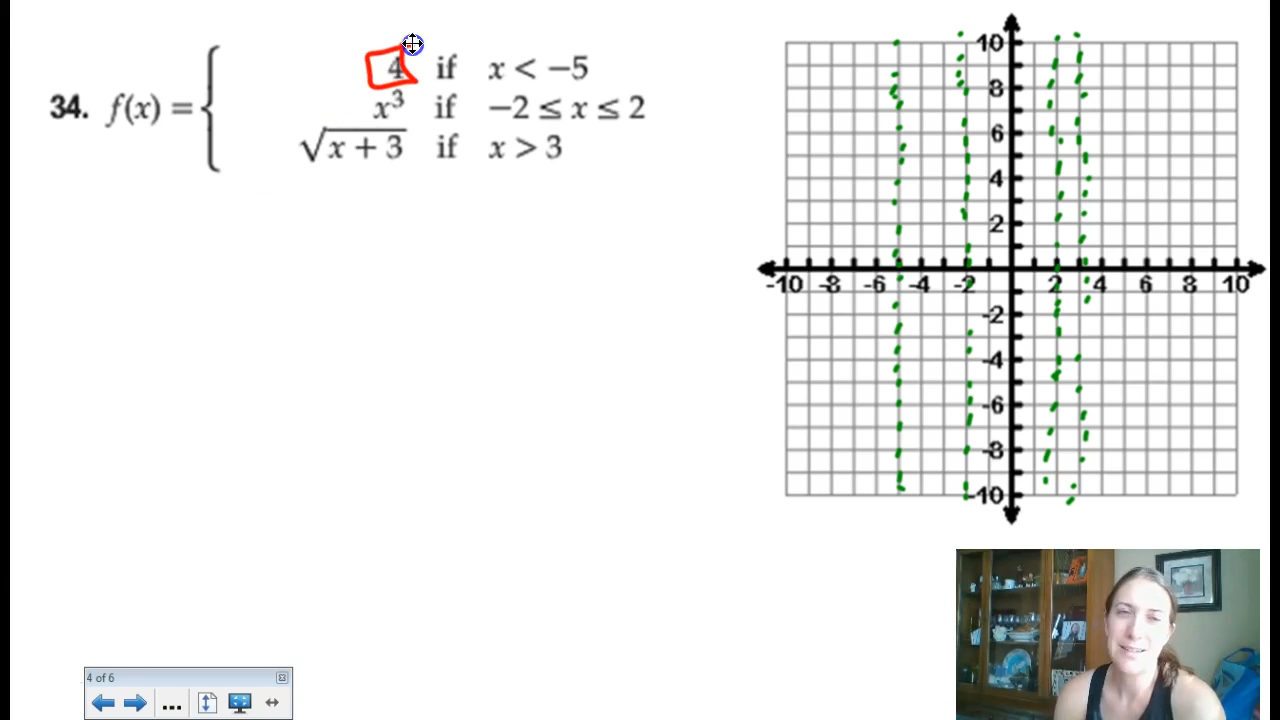 34. f(x) = { 4 if x < −5
x³ if −2 ≤ x ≤ 2
√(x + 3) if x > 3
10
8
6
4
2
-10 -8 -6 -4 -2 2 4 6 8 10
-2
-4
-6
-8
-10
4 of 6